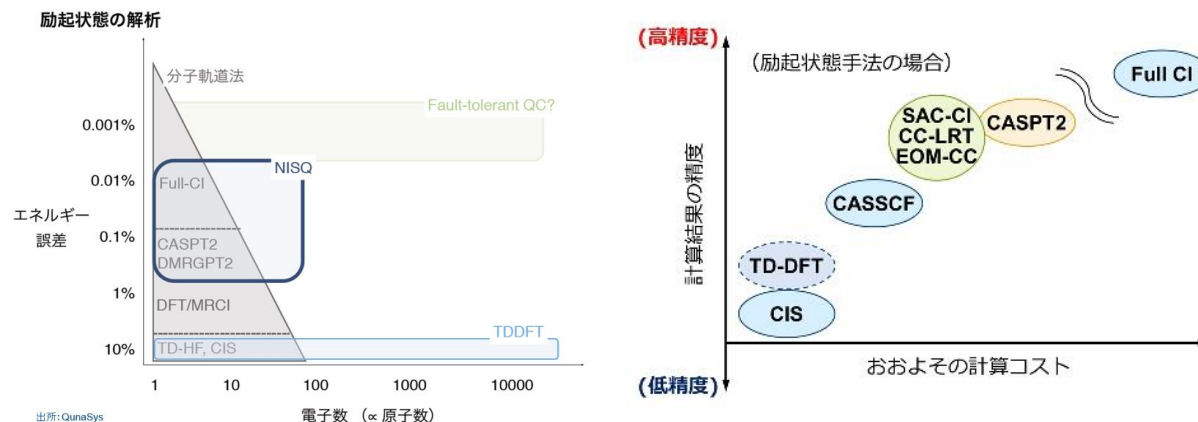 励起状態の解析
分子軌道法
Fault-tolerant QC?
0.001%
NISQ
0.01%
Full-CI
エネルギー
誤差
0.1%
CASPT2
DMRGPT2
1%
DFT/MRCI
TDDFT
10%
TD-HF, CIS
1 10 100 1000 10000
出所: QunaSys
電子数 (∝ 原子数)
(高精度)
(励起状態手法の場合)
Full CI
SAC-CI
CC-LRT
EOM-CC
CASPT2
計算結果の精度
CASSCF
TD-DFT
CIS
おおよその計算コスト
(低精度)